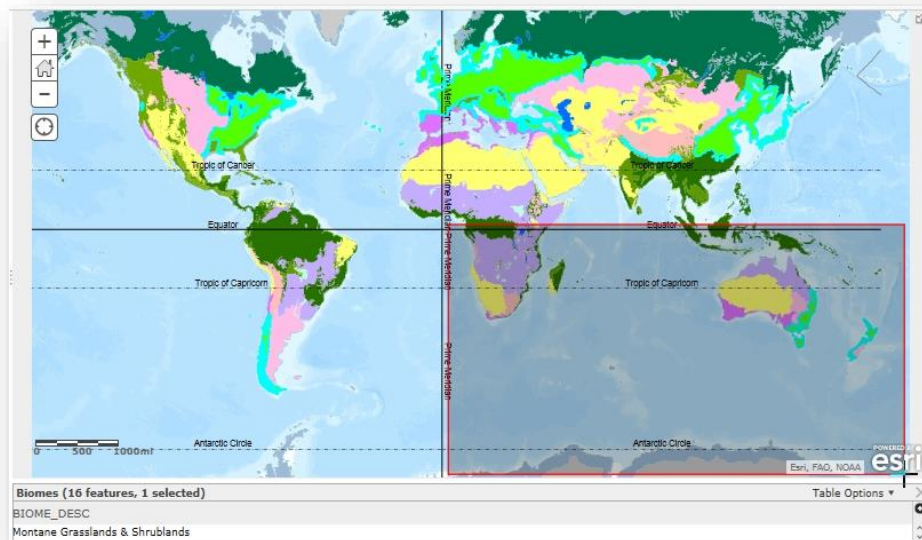 +
−
Prime Meridian
Tropic of Cancer
Tropic of Cancer
Prime Meridian
Equator
Equator
Prime Meridian
Tropic of Capricorn
Tropic of Capricorn
Prime Meridian
Antarctic Circle
Antarctic Circle
0 500 1000mi
POWERED BY
esri
Esri, FAO, NOAA
Biomes (16 features, 1 selected)
Table Options ▾
BIOME_DESC
Montane Grasslands & Shrublands